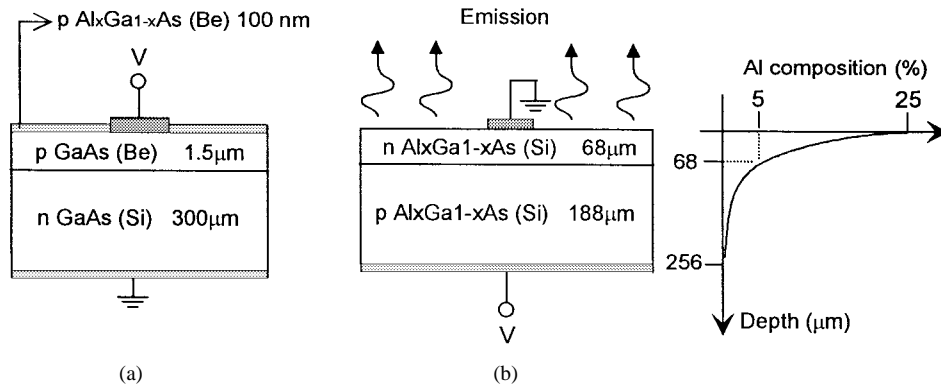 p AlxGa1-xAs (Be) 100 nm
V
p GaAs (Be) 1.5μm
n GaAs (Si) 300μm
(a)
Emission
n AlxGa1-xAs (Si) 68μm
p AlxGa1-xAs (Si) 188μm
V
(b)
Al composition (%)
5 25
68
256
Depth (μm)